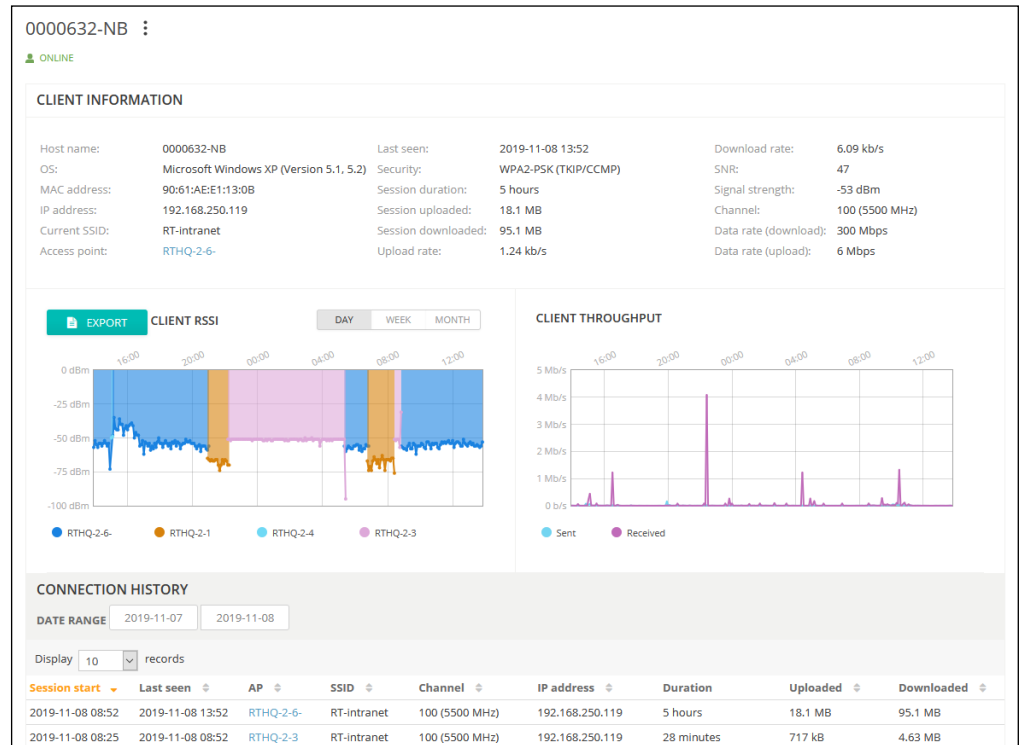 0000632-NB
ONLINE
CLIENT INFORMATION
Host name: 0000632-NB Last seen: 2019-11-08 13:52 Download rate: 6.09 kb/s
OS: Microsoft Windows XP (Version 5.1, 5.2) Security: WPA2-PSK (TKIP/CCMP) SNR: 47
MAC address: 90:61:AE:E1:13:0B Session duration: 5 hours Signal strength: -53 dBm
IP address: 192.168.250.119 Session uploaded: 18.1 MB Channel: 100 (5500 MHz)
Current SSID: RT-intranet Session downloaded: 95.1 MB Data rate (download): 300 Mbps
Access point: RTHQ-2-6- Upload rate: 1.24 kb/s Data rate (upload): 6 Mbps
EXPORT CLIENT RSSI DAY WEEK MONTH
16:00 20:00 00:00 04:00 08:00 12:00
0 dBm
-25 dBm
-50 dBm
-75 dBm
-100 dBm
RTHQ-2-6- RTHQ-2-1 RTHQ-2-4 RTHQ-2-3
CLIENT THROUGHPUT
16:00 20:00 00:00 04:00 08:00 12:00
5 Mb/s
4 Mb/s
3 Mb/s
2 Mb/s
1 Mb/s
0 b/s
Sent Received
CONNECTION HISTORY
DATE RANGE 2019-11-07 2019-11-08
Display 10 records
Session start Last seen AP SSID Channel IP address Duration Uploaded Downloaded
2019-11-08 08:52 2019-11-08 13:52 RTHQ-2-6- RT-intranet 100 (5500 MHz) 192.168.250.119 5 hours 18.1 MB 95.1 MB
2019-11-08 08:25 2019-11-08 08:52 RTHQ-2-3 RT-intranet 100 (5500 MHz) 192.168.250.119 28 minutes 717 kB 4.63 MB